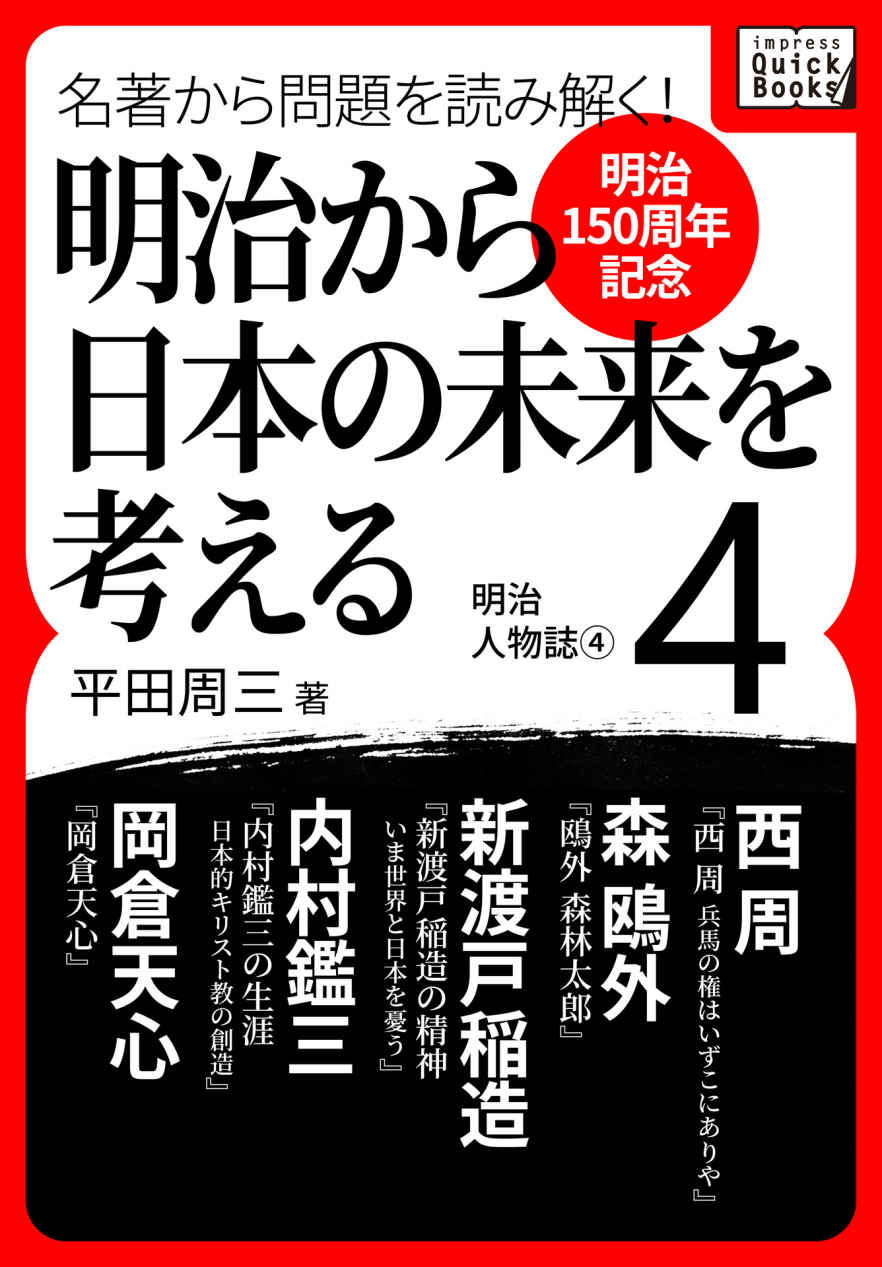 impress
Quick
Books
名著から問題を読み解く!
明治
150周年
記念
明治から
日本の未来を
考える
4
明治
人物誌④
平田周三 著
西 周
『西 周 兵馬の権はいずこにありや』
森 鴎外
『鴎外 森林太郎』
新渡戸 稲造
『新渡戸 稲造の精神
いま世界と日本を憂う』
内村鑑三
『内村鑑三の生涯
日本的キリスト教の創造』
岡倉天心
『岡倉天心』